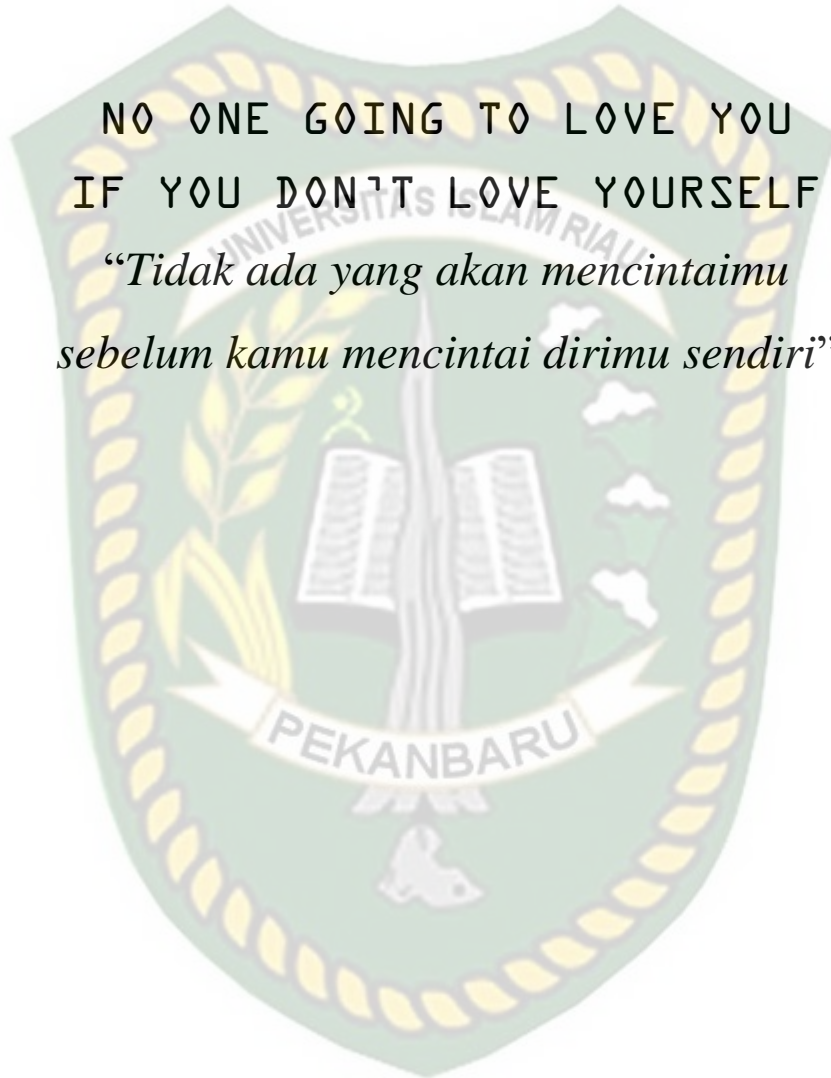 NO ONE GOING TO LOVE YOU
IF YOU DON'T LOVE YOURSELF
UNIVERSITAS ISLAM RIAU
“Tidak ada yang akan mencintaimu
sebelum kamu mencintai dirimu sendiri”
PEKANBARU